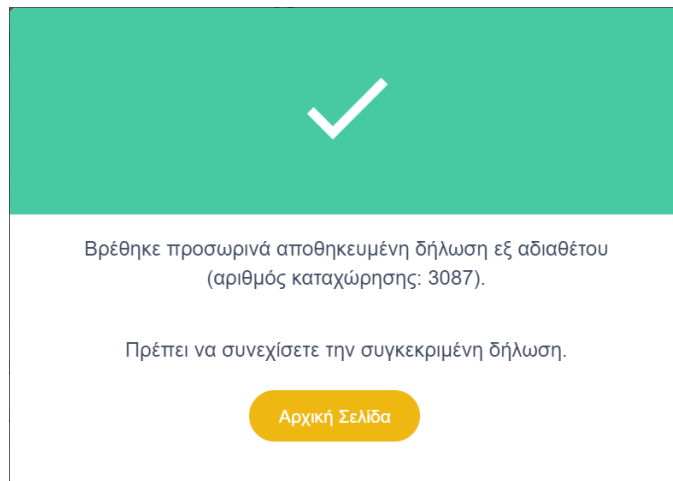 Βρέθηκε προσωρινά αποθηκευμένη δήλωση εξ αδιαθέτου
(αριθμός καταχώρησης: 3087).
Πρέπει να συνεχίσετε την συγκεκριμένη δήλωση.
Αρχική Σελίδα